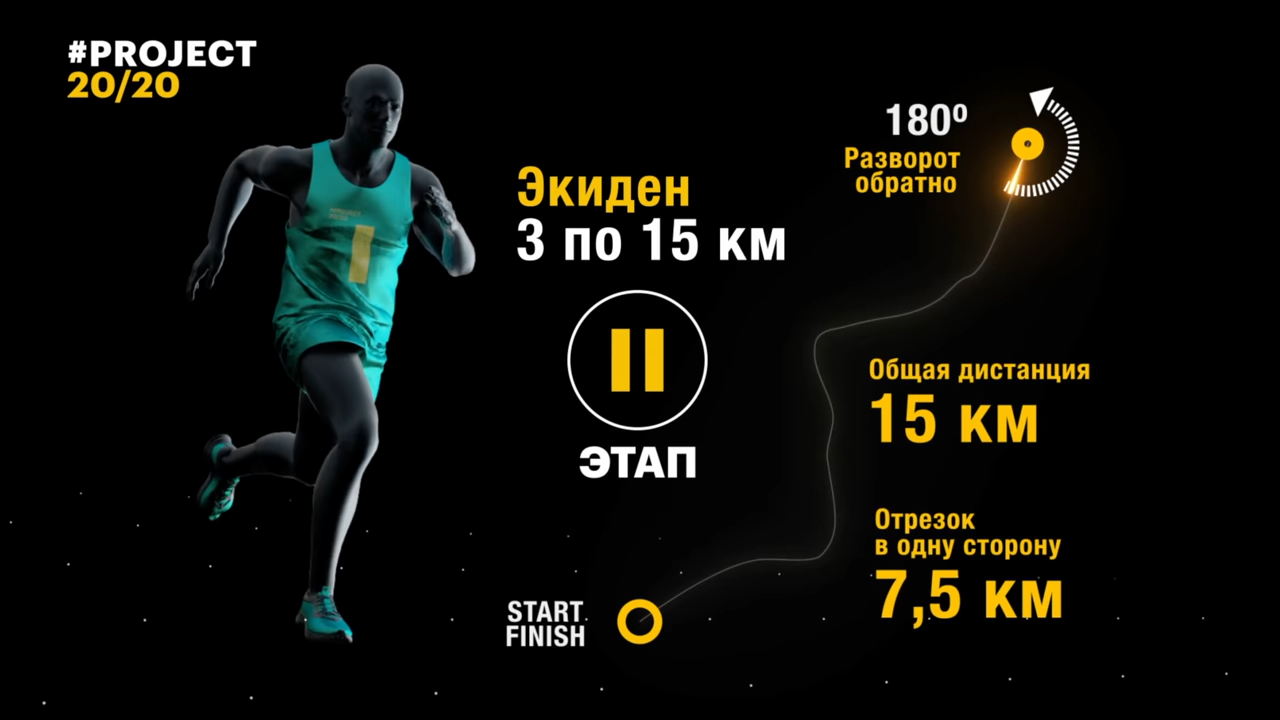 #PROJECT
20/20
Экиден
3 по 15 км
II
ЭТАП
180º
Разворот
обратно
Общая дистанция
15 км
Отрезок
в одну сторону
7,5 км
START
FINISH
I